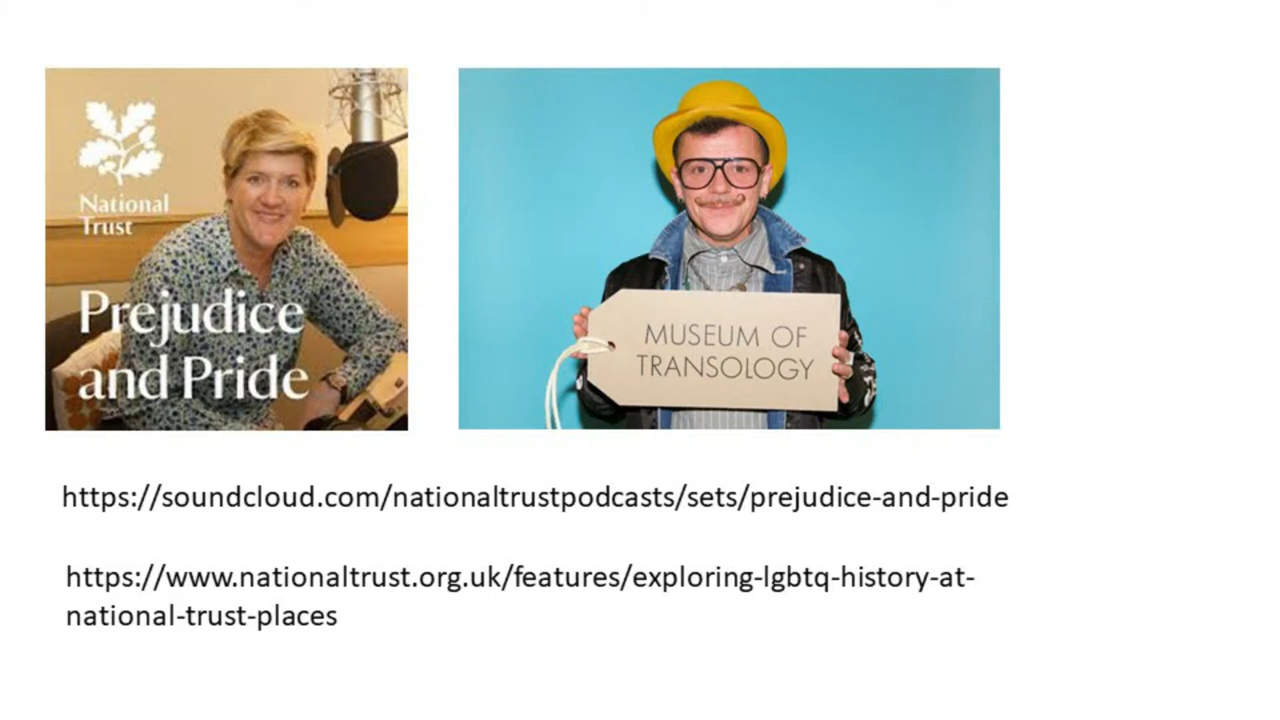 National
Trust
Prejudice
and Pride
MUSEUM OF
TRANSOLOGY
https://soundcloud.com/nationaltrustpodcasts/sets/prejudice-and-pride
https://www.nationaltrust.org.uk/features/exploring-lgbtq-history-at-
national-trust-places